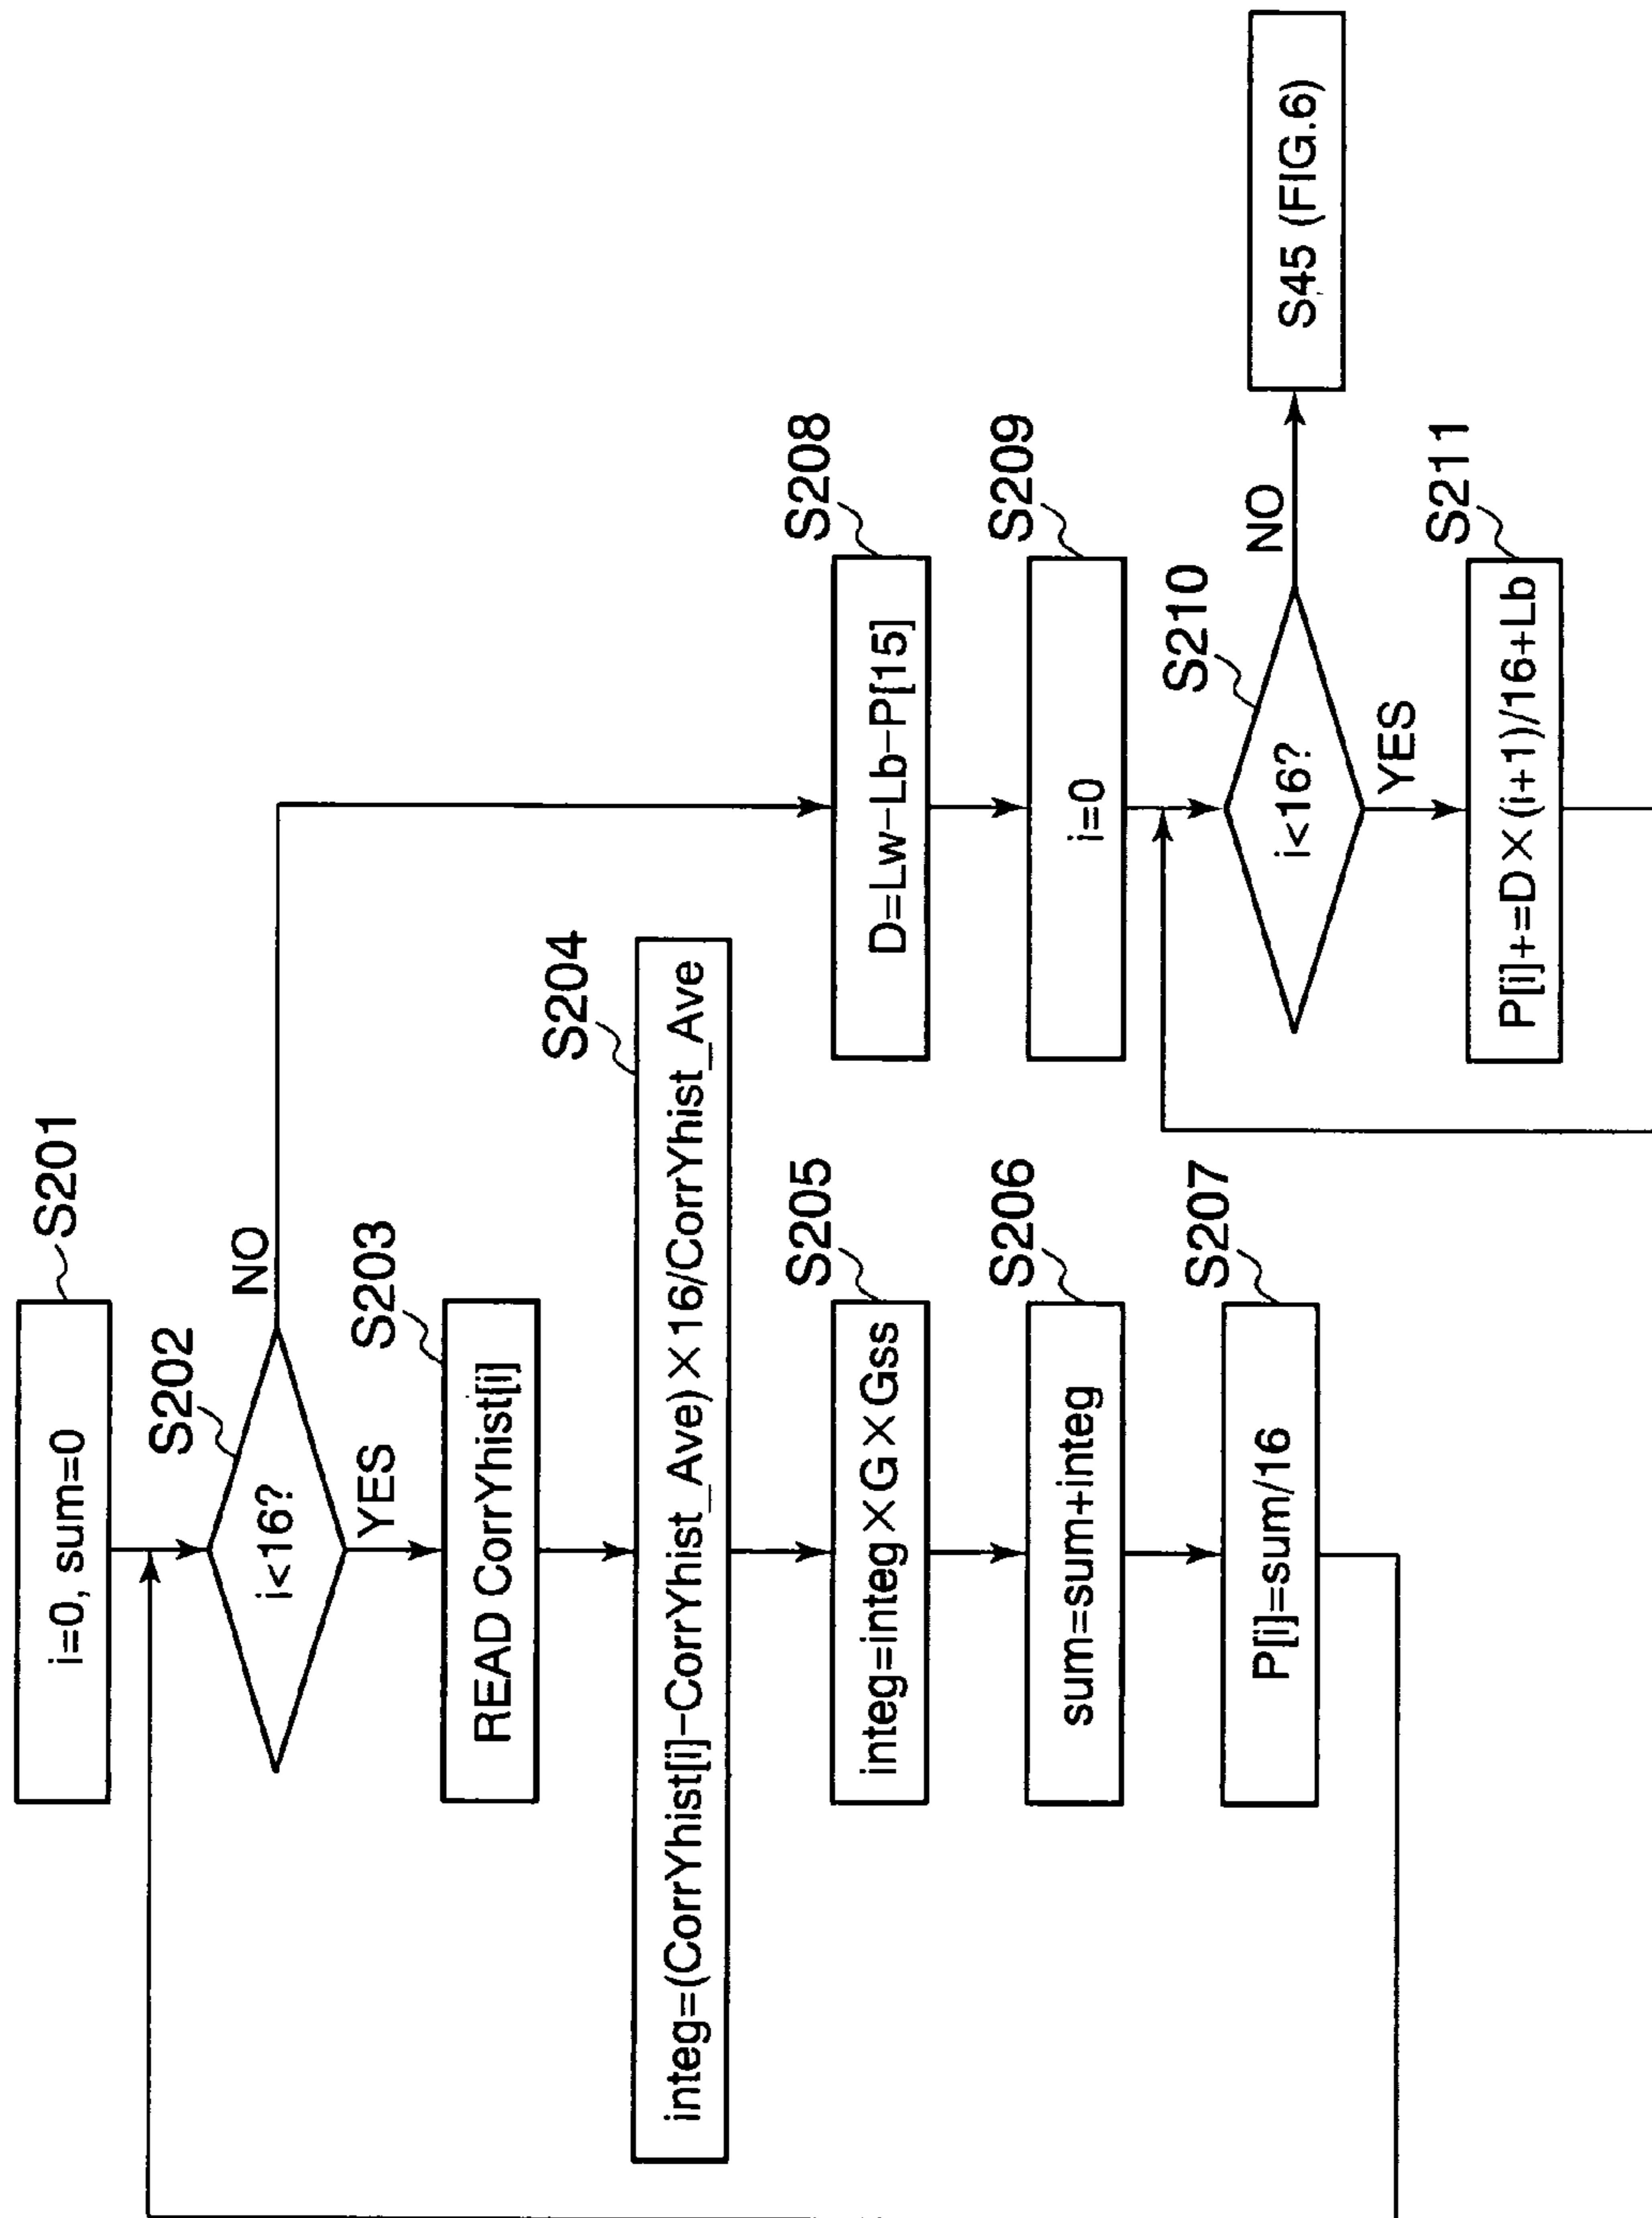 S201
i=0, sum=0
S202
i<16?
NO
YES
S203
READ CorrYhist[i]
S204
integ=(CorrYhist[i]-CorrYhist_Ave)×16/CorrYhist_Ave
S205
integ=integ×G×Gss
S206
sum=sum+integ
S207
P[i]=sum/16
S208
D=Lw-Lb-P[15]
S209
i=0
S210
i<16?
NO
S45 (FIG.6)
YES
S211
P[i]+=D×(i+1)/16+Lb